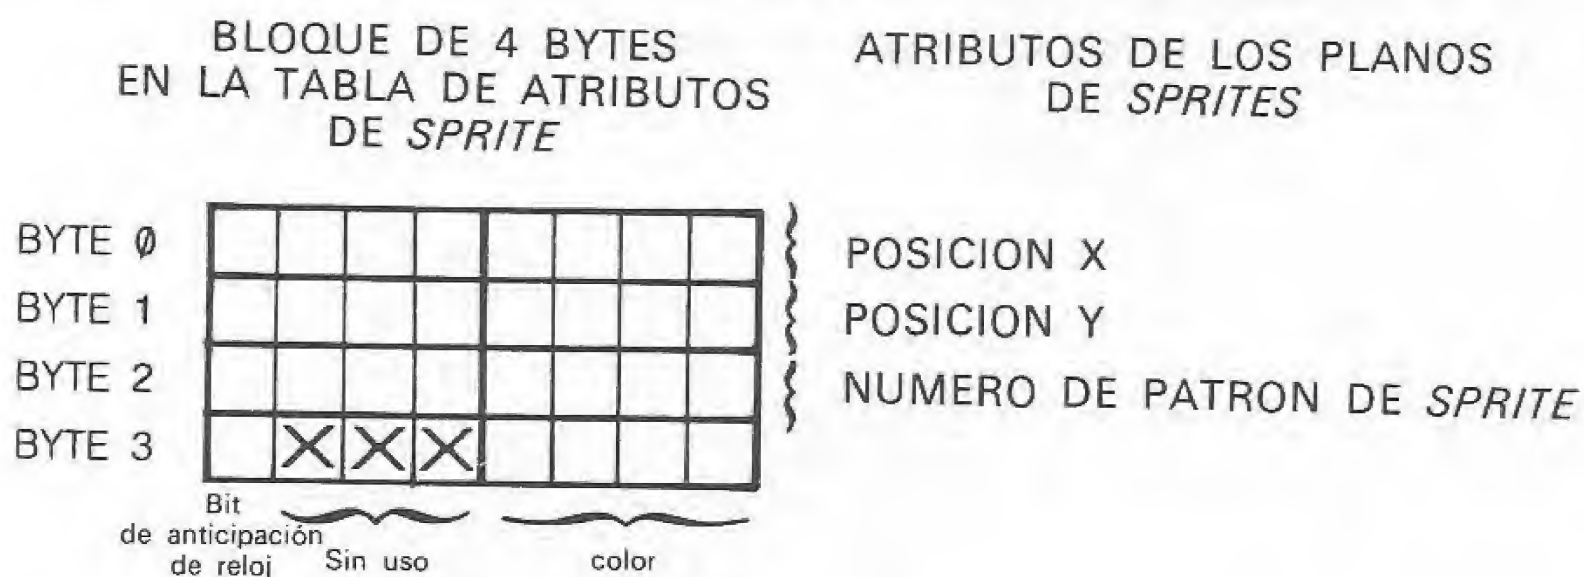 BLOQUE DE 4 BYTES
EN LA TABLA DE ATRIBUTOS
DE SPRITE
ATRIBUTOS DE LOS PLANOS
DE SPRITES
BYTE 0
POSICION X
BYTE 1
POSICION Y
BYTE 2
NUMERO DE PATRON DE SPRITE
BYTE 3
Bit
de anticipación
de reloj
Sin uso
color